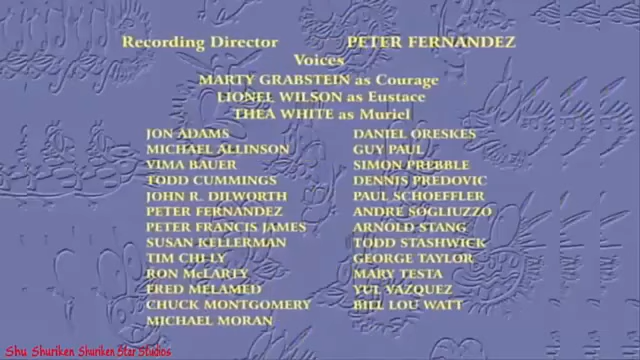 Recording Director PETER FERNANDEZ
Voices
MARTY GRABSTEIN as Courage
LIONEL WILSON as Eustace
THEA WHITE as Muriel
JON ADAMS DANIEL ORESKES
MICHAEL ALLINSON GUY PAUL
VIMA BAUER SIMON PREBBLE
TODD CUMMINGS DENNIS PREDOVIC
JOHN R. DILWORTH PAUL SCHOEFFLER
PETER FERNANDEZ ANDRE SOGLIUZZO
PETER FRANCIS JAMES ARNOLD STANG
SUSAN KELLERMAN TODD STASHWICK
TIM GEORGE TAYLOR
RON McLARTY MARY TESTA
FRED MELAMED YUL VAZQUEZ
CHUCK MONTGOMERY BILL LOU WATT
MICHAEL MORAN
Shu Shuriken Shuriken Star Studios